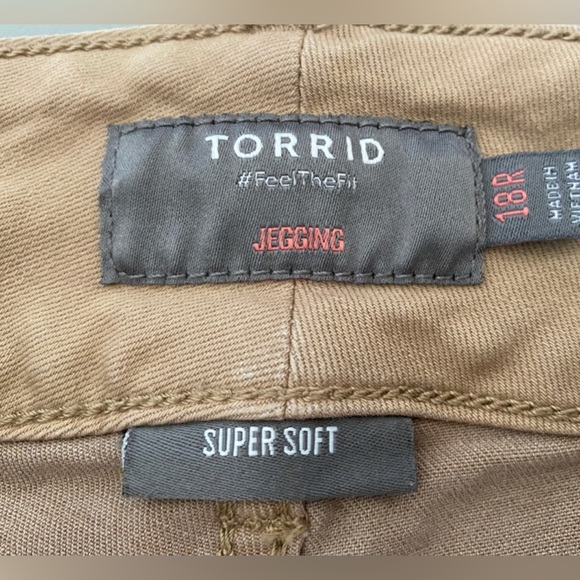 TORRID
#FeelTheFit
JEGGING
18R
MADE IN
VIETNAM
SUPER SOFT